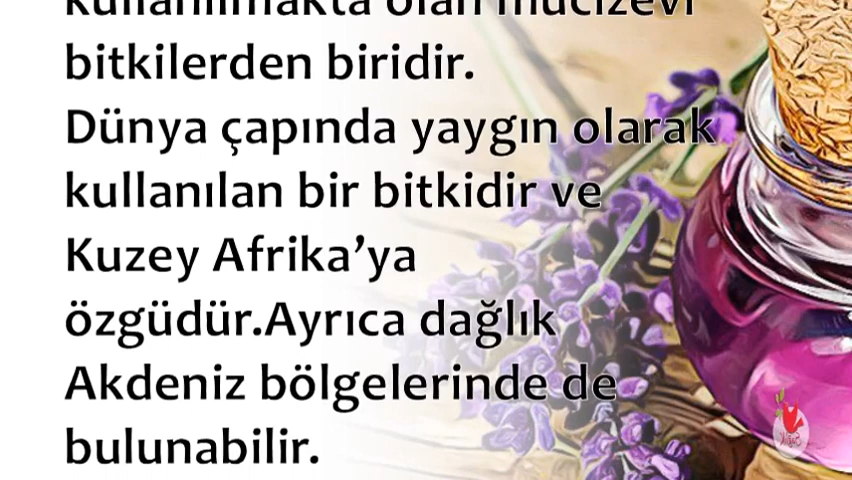 kullanılmakta olan mucizevi
bitkilerden biridir.
Dünya çapında yaygın olarak
kullanılan bir bitkidir ve
Kuzey Afrika’ya
özgüdür.Ayrıca dağlık
Akdeniz bölgelerinde de
bulunabilir.